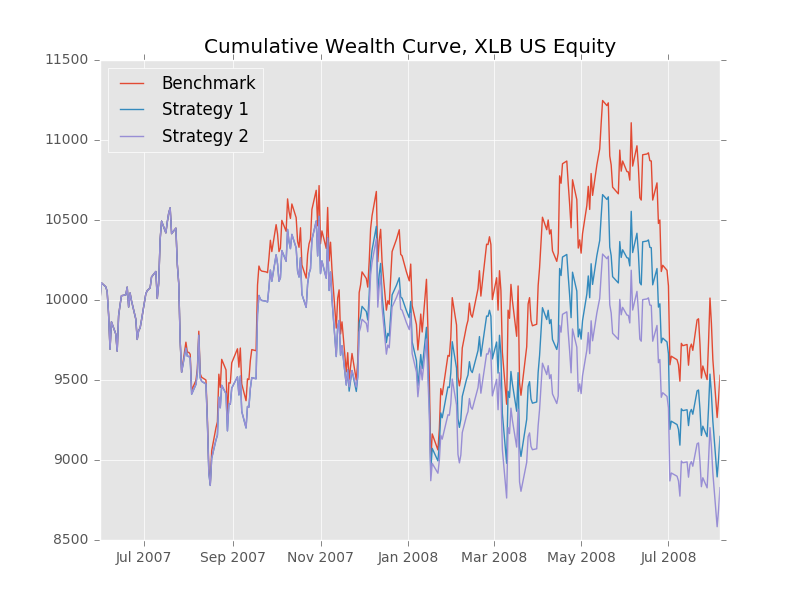 Cumulative Wealth Curve, XLB US Equity
11500
11000
10500
10000
9500
9000
8500
Benchmark
Strategy 1
Strategy 2
Jul 2007
Sep 2007
Nov 2007
Jan 2008
Mar 2008
May 2008
Jul 2008